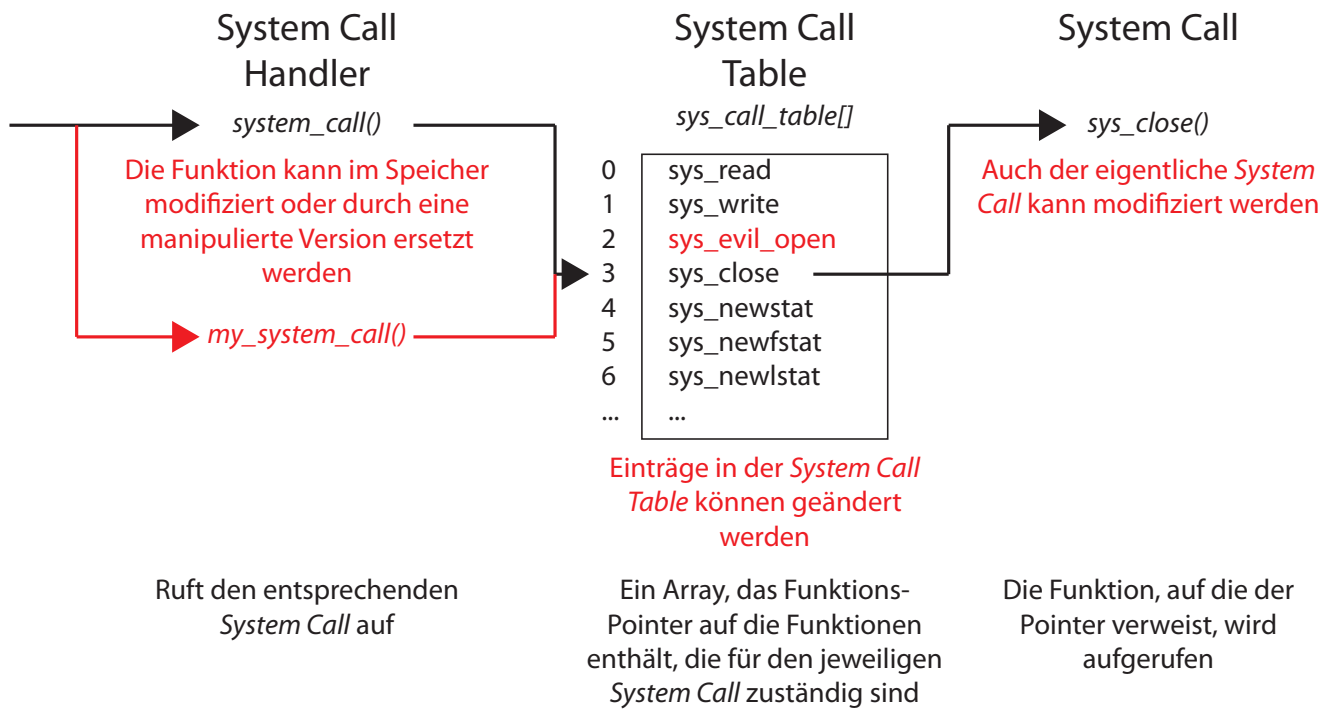 System Call
Handler
system_call()
Die Funktion kann im Speicher
modifiziert oder durch eine
manipulierte Version ersetzt
werden
my_system_call()
Ruft den entsprechenden
System Call auf
System Call
Table
sys_call_table[]
0 sys_read
1 sys_write
2 sys_evil_open
3 sys_close
4 sys_newstat
5 sys_newfstat
6 sys_newlstat
... ...
Einträge in der System Call
Table können geändert
werden
Ein Array, das Funktions-
Pointer auf die Funktionen
enthält, die für den jeweiligen
System Call zuständig sind
System Call
sys_close()
Auch der eigentliche System
Call kann modifiziert werden
Die Funktion, auf die der
Pointer verweist, wird
aufgerufen